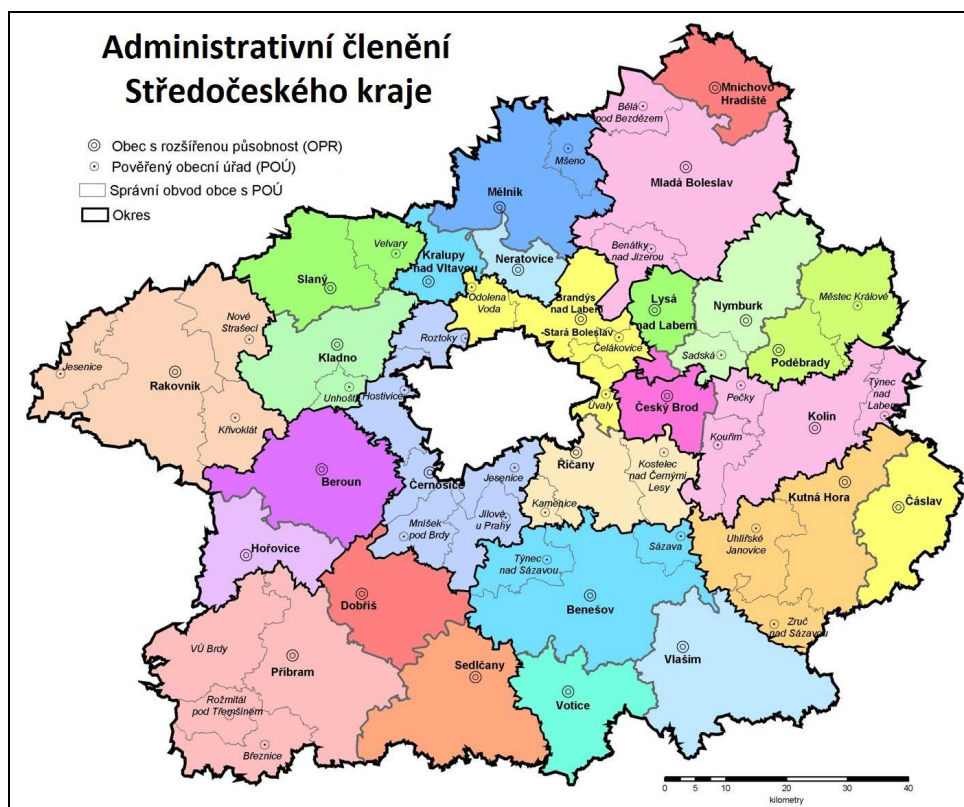 Administrativní členění
Středočeského kraje
Obec s rozšířenou působnost (OPR)
Pověřený obecní úřad (POÚ)
Správní obvod obce s POÚ
Okres
Mnichovo
Hradiště
Bělá
pod Bezdězem
Mšeno
Mladá Boleslav
Mělník
Benátky
nad Jizerou
Velvary
Slaný
Kralupy
nad Vltavou
Neratovice
Odolena
Voda
Brandýs
nad Labem
-Stará Boleslav
Čelákovice
Lysá
nad Labem
Nymburk
Městec Králové
Sadská
Poděbrady
Nové
Strašecí
Kladno
Roztoky
Jesenice
Rakovník
Unhošť
Hostivice
Úvaly
Český Brod
Pečky
Kolín
Týnec
nad
Labem
Křivoklát
Kouřim
Beroun
Černošice
Jesenice
Říčany
Kostelec
nad Černými
Lesy
Kutná Hora
Čáslav
Mníšek
pod Brdy
Jílové
u Prahy
Kamenice
Uhlířské
Janovice
Hořovice
Týnec
nad Sázavou
Sázava
Dobříš
Benešov
Zruč
nad Sázavou
VÚ Brdy
Příbram
Sedlčany
Vlašim
Votice
Rožmitál
pod Třemšínem
Březnice
0 5 10 20 30 40
kilometry